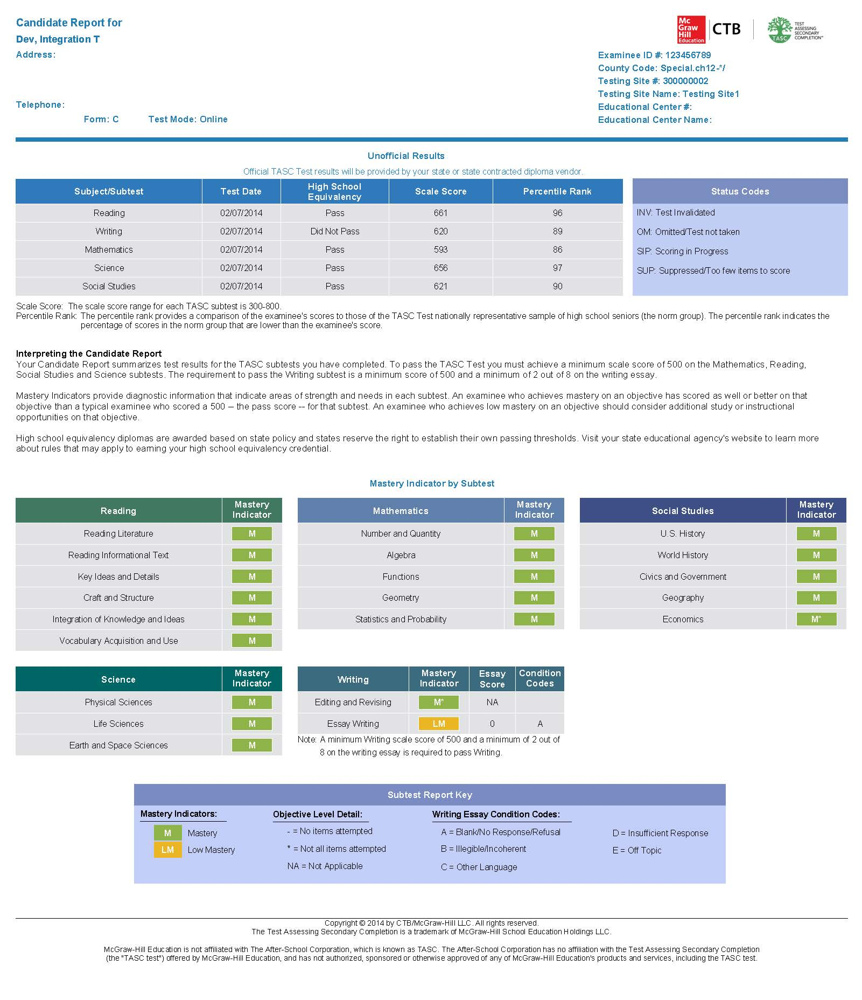 Candidate Report for
Dev, Integration T
Address:
Telephone:
Form: C Test Mode: Online
Mc
Graw
Hill
Education
CTB
TASC
TEST
ASSESSING
SECONDARY
COMPLETION™
Examinee ID #: 123456789
County Code: Special.ch12-*/
Testing Site #: 300000002
Testing Site Name: Testing Site1
Educational Center #:
Educational Center Name:
Unofficial Results
Official TASC Test results will be provided by your state or state contracted diploma vendor.
Subject/Subtest Test Date High School Equivalency Scale Score Percentile Rank
Reading 02/07/2014 Pass 661 96
Writing 02/07/2014 Did Not Pass 620 89
Mathematics 02/07/2014 Pass 593 86
Science 02/07/2014 Pass 656 97
Social Studies 02/07/2014 Pass 621 90
Status Codes
INV: Test Invalidated
OM: Omitted/Test not taken
SIP: Scoring in Progress
SUP: Suppressed/Too few items to score
Scale Score: The scale score range for each TASC subtest is 300-800.
Percentile Rank: The percentile rank provides a comparison of the examinee's scores to those of the TASC Test nationally representative sample of high school seniors (the norm group). The percentile rank indicates the
percentage of scores in the norm group that are lower than the examinee's score.
Interpreting the Candidate Report
Your Candidate Report summarizes test results for the TASC subtests you have completed. To pass the TASC Test you must achieve a minimum scale score of 500 on the Mathematics, Reading,
Social Studies and Science subtests. The requirement to pass the Writing subtest is a minimum score of 500 and a minimum of 2 out of 8 on the writing essay.
Mastery Indicators provide diagnostic information that indicate areas of strength and needs in each subtest. An examinee who achieves mastery on an objective has scored as well or better on that
objective than a typical examinee who scored a 500 – the pass score -- for that subtest. An examinee who achieves low mastery on an objective should consider additional study or instructional
opportunities on that objective.
High school equivalency diplomas are awarded based on state policy and states reserve the right to establish their own passing thresholds. Visit your state educational agency's website to learn more
about rules that may apply to earning your high school equivalency credential.
Mastery Indicator by Subtest
Reading Mastery Indicator
Reading Literature M
Reading Informational Text M
Key Ideas and Details M
Craft and Structure M
Integration of Knowledge and Ideas M
Vocabulary Acquisition and Use M
Mathematics Mastery Indicator
Number and Quantity M
Algebra M
Functions M
Geometry M
Statistics and Probability M
Social Studies Mastery Indicator
U.S. History M
World History M
Civics and Government M
Geography M
Economics M*
Science Mastery Indicator
Physical Sciences M
Life Sciences M
Earth and Space Sciences M
Writing Mastery Indicator Essay Score Condition Codes
Editing and Revising M* NA
Essay Writing LM 0 A
Note: A minimum Writing scale score of 500 and a minimum of 2 out of
8 on the writing essay is required to pass Writing.
Subtest Report Key
Mastery Indicators:
M Mastery
LM Low Mastery
Objective Level Detail:
- = No items attempted
* = Not all items attempted
NA = Not Applicable
Writing Essay Condition Codes:
A = Blank/No Response/Refusal
B = Illegible/Incoherent
C = Other Language
D = Insufficient Response
E = Off Topic
Copyright © 2014 by CTB/McGraw-Hill LLC. All rights reserved.
The Test Assessing Secondary Completion is a trademark of McGraw-Hill School Education Holdings LLC.
McGraw-Hill Education is not affiliated with The After-School Corporation, which is known as TASC. The After-School Corporation has no affiliation with the Test Assessing Secondary Completion
(the "TASC test") offered by McGraw-Hill Education, and has not authorized, sponsored or otherwise approved of any of McGraw-Hill Education's products and services, including the TASC test.